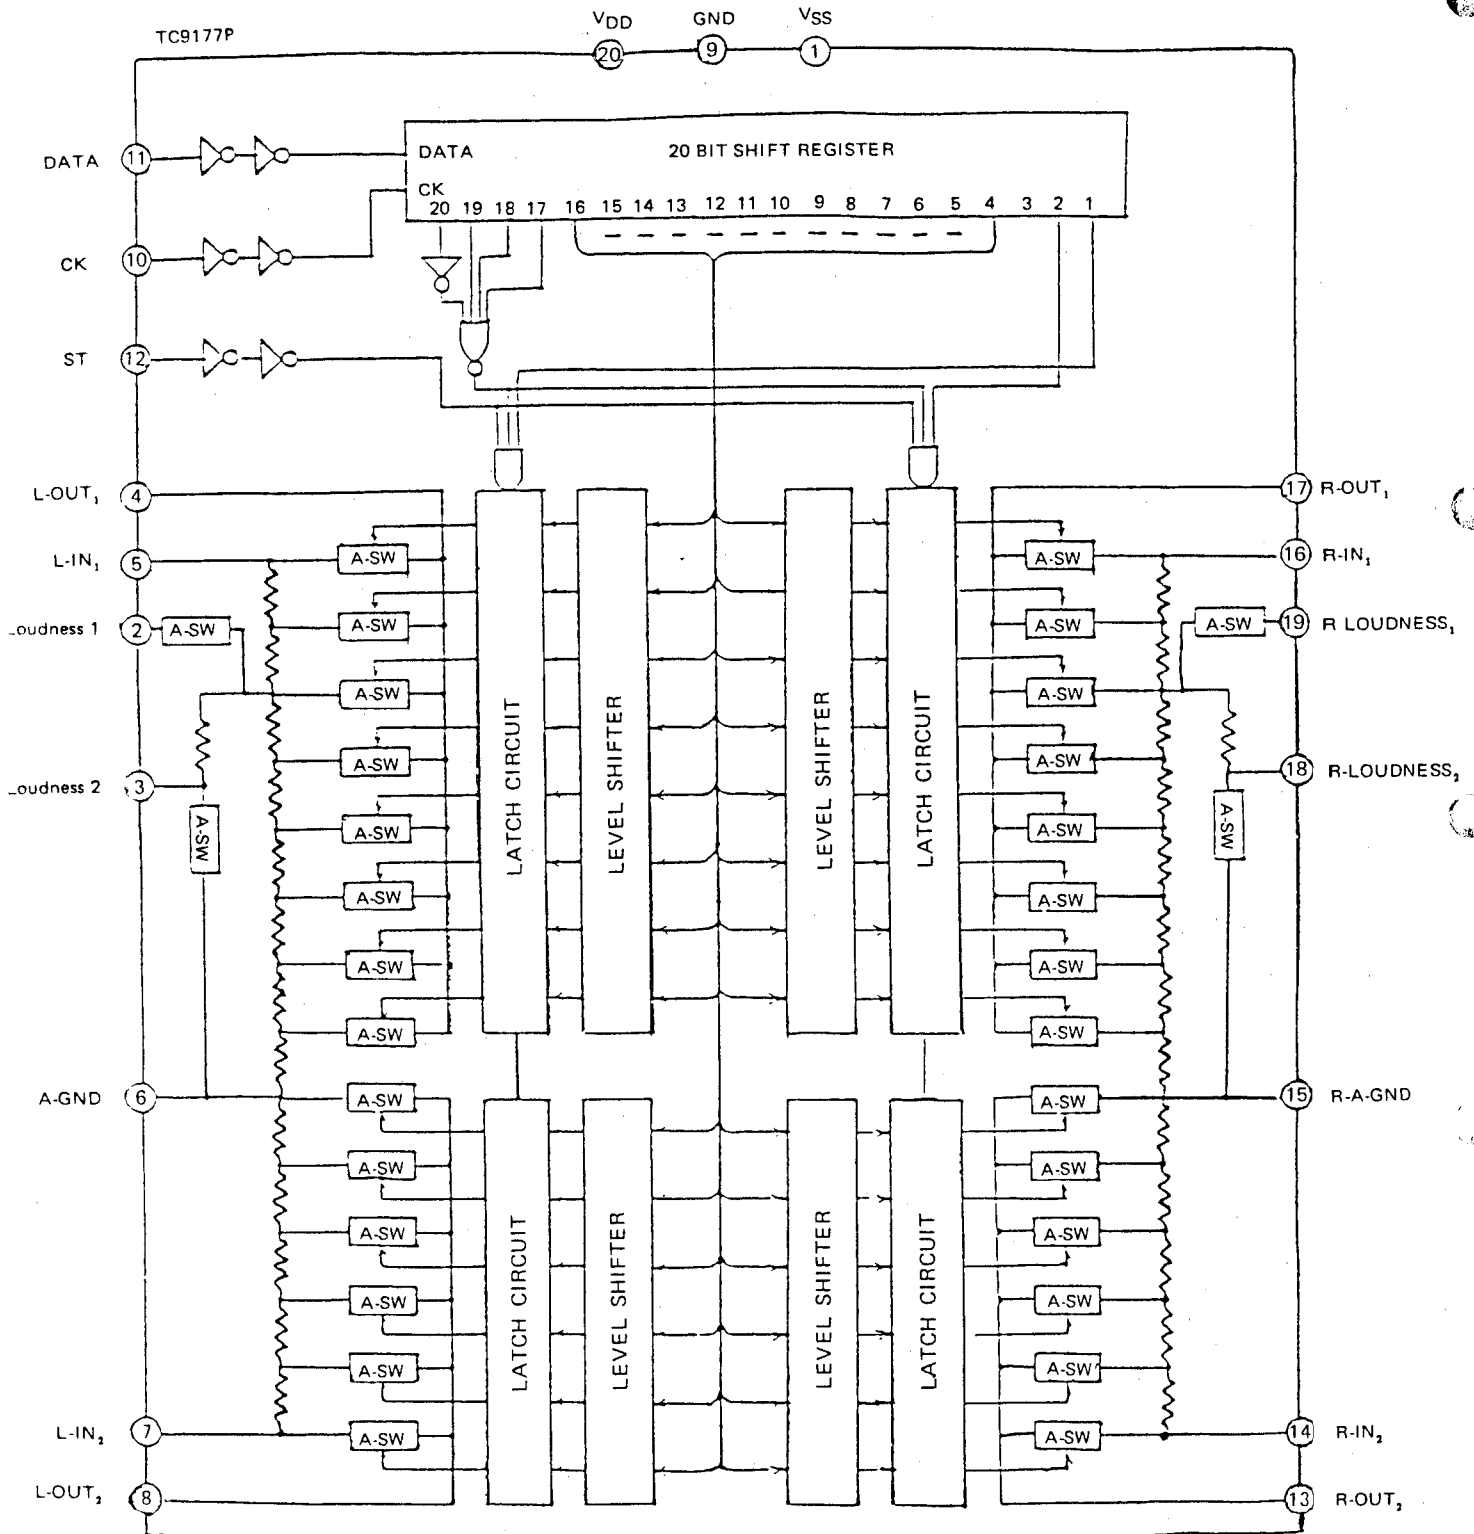 V_DD GND V_SS
TC9177P
20 9 1
DATA 11 DATA 20 BIT SHIFT REGISTER
CK
20 19 18 17 16 15 14 13 12 11 10 9 8 7 6 5 4 3 2 1
CK 10
ST 12
L-OUT₁ 4 17 R-OUT₁
L-IN₁ 5 A-SW A-SW 16 R-IN₁
A-SW A-SW
Loudness 1 2 A-SW A-SW 19 R LOUDNESS₁
A-SW A-SW
A-SW A-SW
Loudness 2 3 18 R-LOUDNESS₂
A-SW A-SW
A-SW A-SW
LATCH CIRCUIT LEVEL SHIFTER LEVEL SHIFTER LATCH CIRCUIT
A-SW A-SW
A-SW A-SW
A-SW A-SW
A-GND 6 A-SW A-SW 15 R-A-GND
A-SW A-SW
A-SW A-SW
LATCH CIRCUIT LEVEL SHIFTER LEVEL SHIFTER LATCH CIRCUIT
A-SW A-SW
A-SW A-SW
L-IN₂ 7 A-SW A-SW 14 R-IN₂
L-OUT₂ 8 13 R-OUT₂